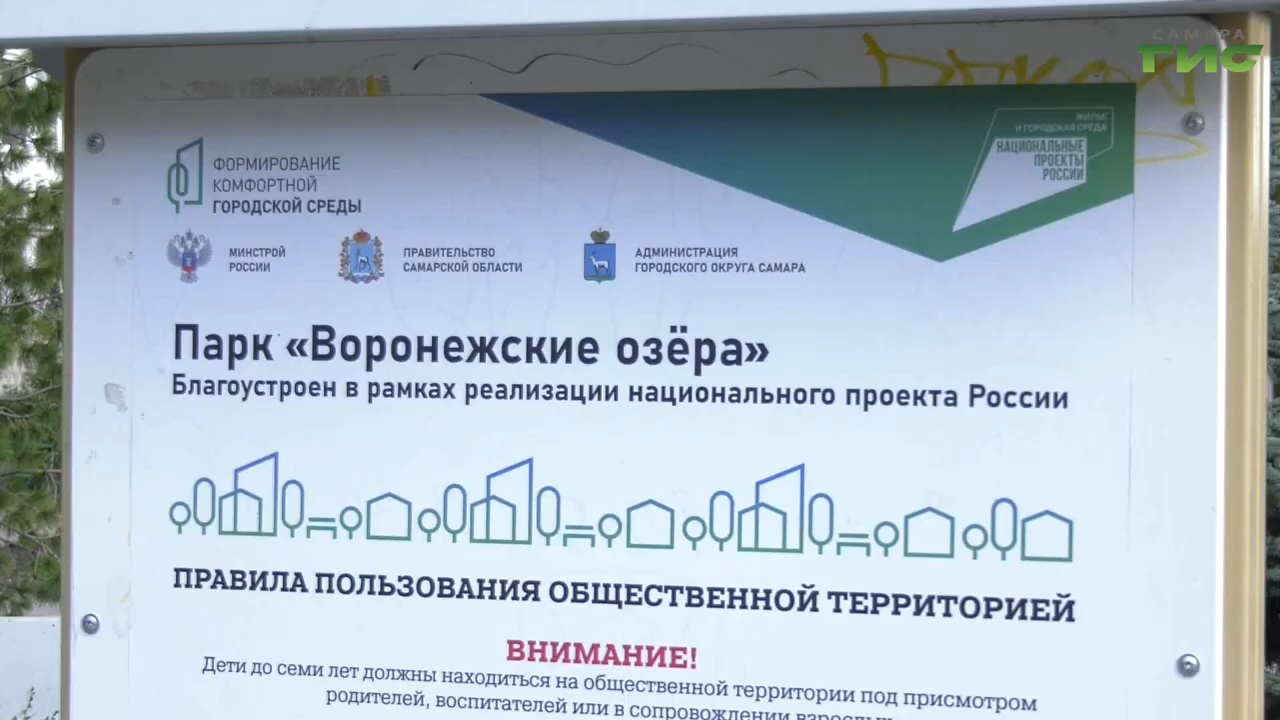 САМАРА
ГИС
ЖИЛЬЕ
И ГОРОДСКАЯ СРЕДА
НАЦИОНАЛЬНЫЕ
ПРОЕКТЫ
РОССИИ
ФОРМИРОВАНИЕ
КОМФОРТНОЙ
ГОРОДСКОЙ СРЕДЫ
МИНСТРОЙ
РОССИИ
ПРАВИТЕЛЬСТВО
САМАРСКОЙ ОБЛАСТИ
АДМИНИСТРАЦИЯ
ГОРОДСКОГО ОКРУГА САМАРА
Парк «Воронежские озёра»
Благоустроен в рамках реализации национального проекта России
ПРАВИЛА ПОЛЬЗОВАНИЯ ОБЩЕСТВЕННОЙ ТЕРРИТОРИЕЙ
ВНИМАНИЕ!
Дети до семи лет должны находиться на общественной территории под присмотром
родителей, воспитателей или в сопровождении